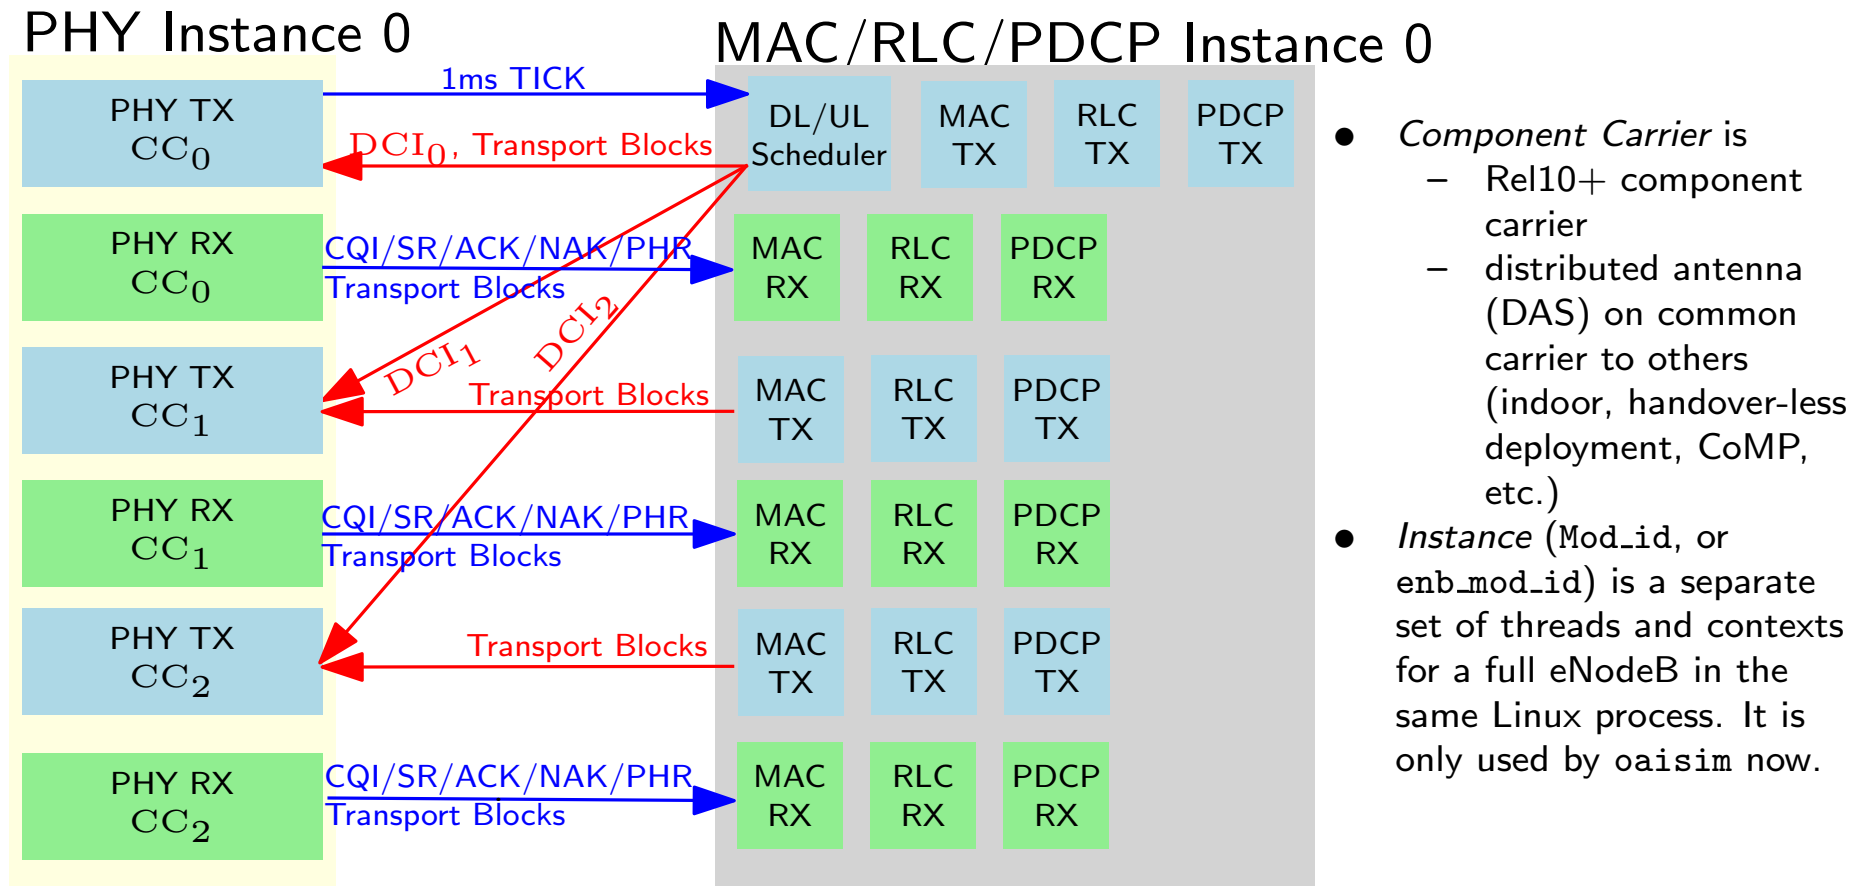 PHY Instance 0
MAC/RLC/PDCP Instance 0
1ms TICK
PHY TX
CC0
DCI0, Transport Blocks
DL/UL
Scheduler
MAC
TX
RLC
TX
PDCP
TX
PHY RX
CC0
CQI/SR/ACK/NAK/PHR
Transport Blocks
MAC
RX
RLC
RX
PDCP
RX
DCI2
DCI1
PHY TX
CC1
Transport Blocks
MAC
TX
RLC
TX
PDCP
TX
PHY RX
CC1
CQI/SR/ACK/NAK/PHR
Transport Blocks
MAC
RX
RLC
RX
PDCP
RX
PHY TX
CC2
Transport Blocks
MAC
TX
RLC
TX
PDCP
TX
PHY RX
CC2
CQI/SR/ACK/NAK/PHR
Transport Blocks
MAC
RX
RLC
RX
PDCP
RX
• Component Carrier is
– Rel10+ component
carrier
– distributed antenna
(DAS) on common
carrier to others
(indoor, handover-less
deployment, CoMP,
etc.)
• Instance (Mod_id, or
enb_mod_id) is a separate
set of threads and contexts
for a full eNodeB in the
same Linux process. It is
only used by oaisim now.